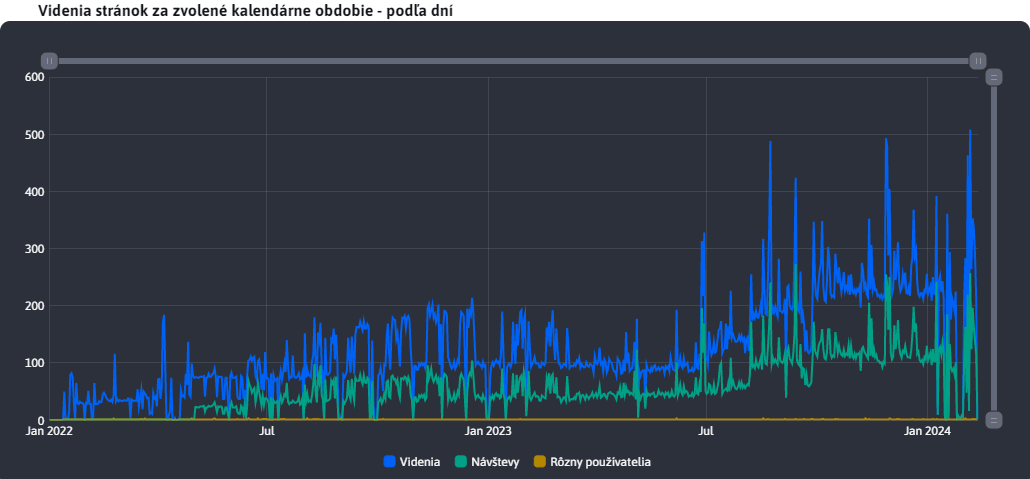 Videnia stránok za zvolené kalendárne obdobie - podľa dní
600
500
400
300
200
100
0
Jan 2022 Jul Jan 2023 Jul Jan 2024
Videnia Návštevy Rôzny používatelia